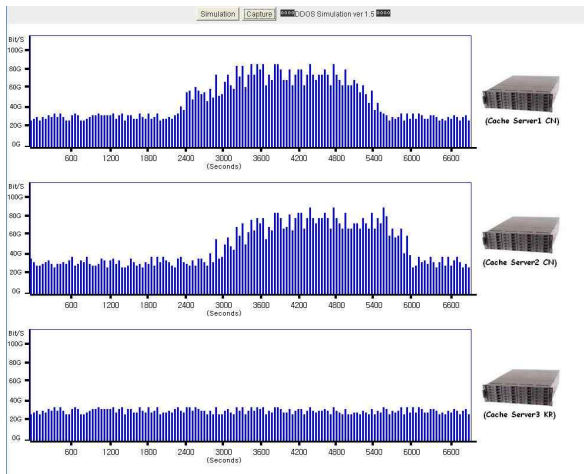 Simulation Capture DDOS Simulation ver 1.5
Bit/S
100G
80G
60G
40G
20G
0G
600 1200 1800 2400 3000 3600 4200 4800 5400 6000 6600
(Seconds)
(Cache Server1 CN)
Bit/S
100G
80G
60G
40G
20G
0G
600 1200 1800 2400 3000 3600 4200 4800 5400 6000 6600
(Seconds)
(Cache Server2 CN)
Bit/S
100G
80G
60G
40G
20G
0G
600 1200 1800 2400 3000 3600 4200 4800 5400 6000 6600
(Seconds)
(Cache Server3 KR)